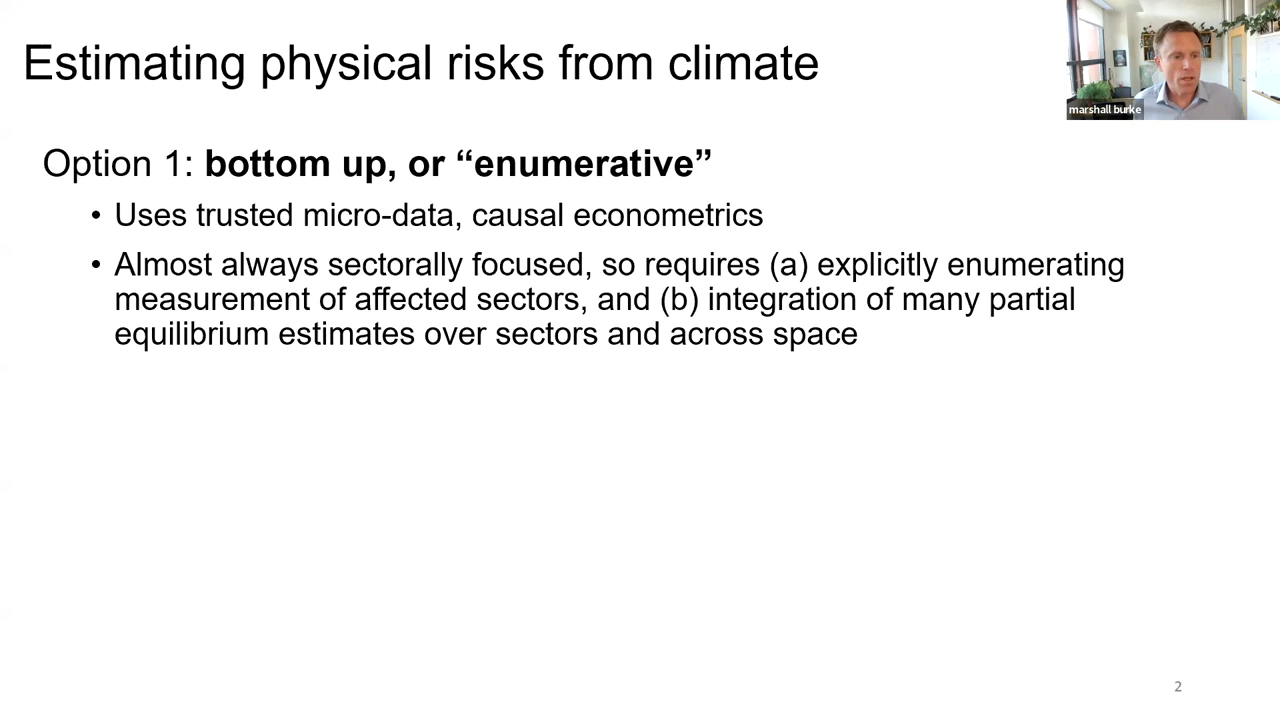 Estimating physical risks from climate
marshall burke
Option 1: bottom up, or “enumerative”
• Uses trusted micro-data, causal econometrics
• Almost always sectorally focused, so requires (a) explicitly enumerating
measurement of affected sectors, and (b) integration of many partial
equilibrium estimates over sectors and across space
2